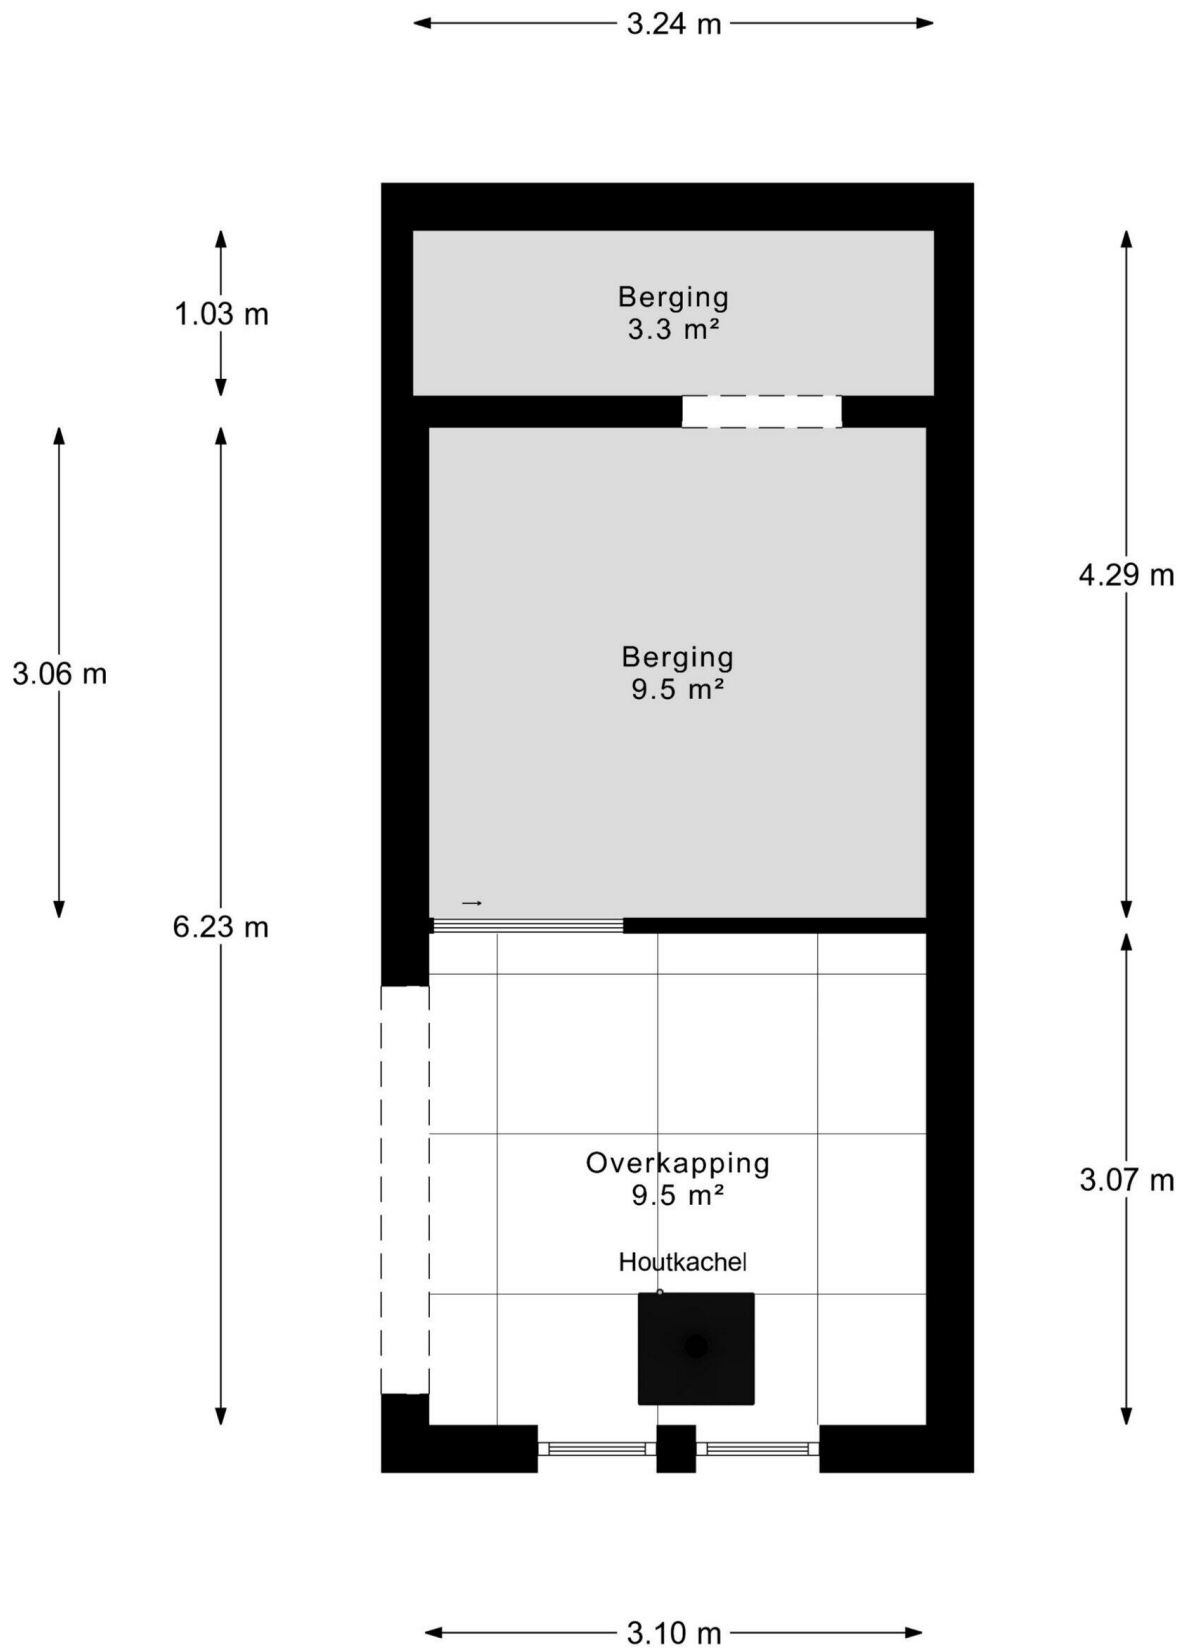 3.24 m
1.03 m
Berging
3.3 m²
4.29 m
3.06 m
Berging
9.5 m²
6.23 m
Overkapping
9.5 m²
3.07 m
Houtkachel
3.10 m